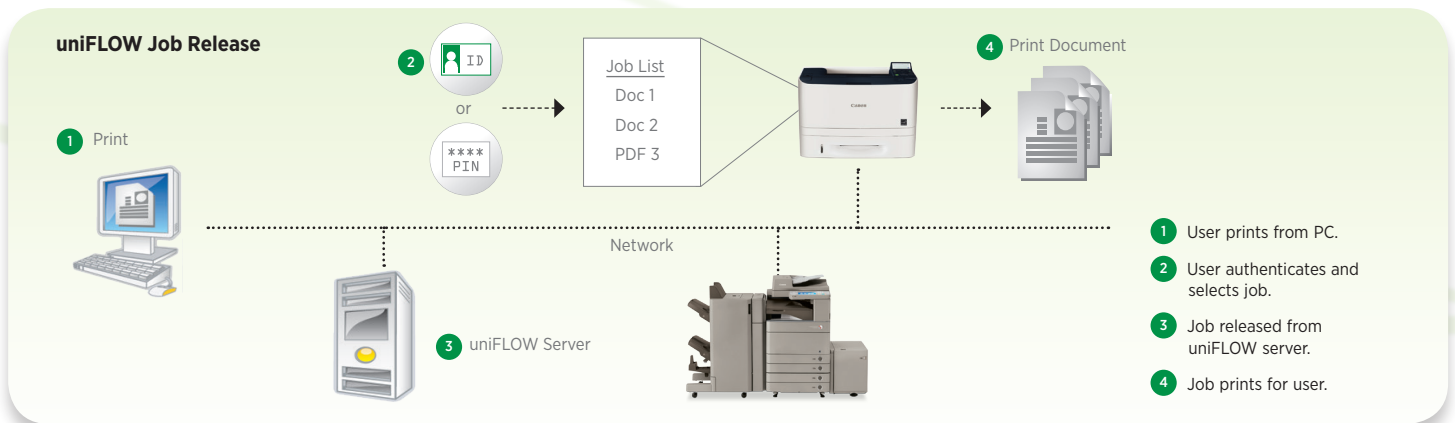 uniFLOW Job Release
1 Print
2
ID
or
****
PIN
Job List
Doc 1
Doc 2
PDF 3
Canon
4 Print Document
Network
3 uniFLOW Server
1 User prints from PC.
2 User authenticates and
selects job.
3 Job released from
uniFLOW server.
4 Job prints for user.